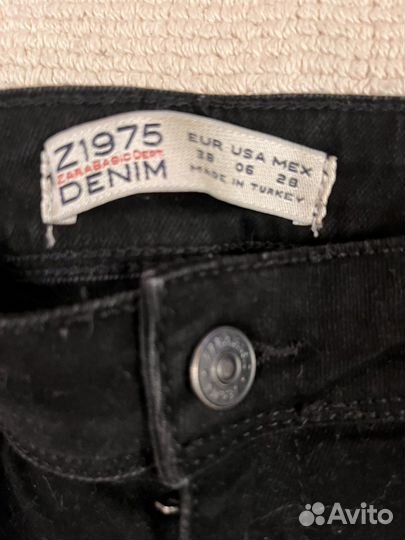 Z1975
ZARABASICDEPT
DENIM
EUR USA MEX
38 06 28
MADE IN TURKEY
Avito